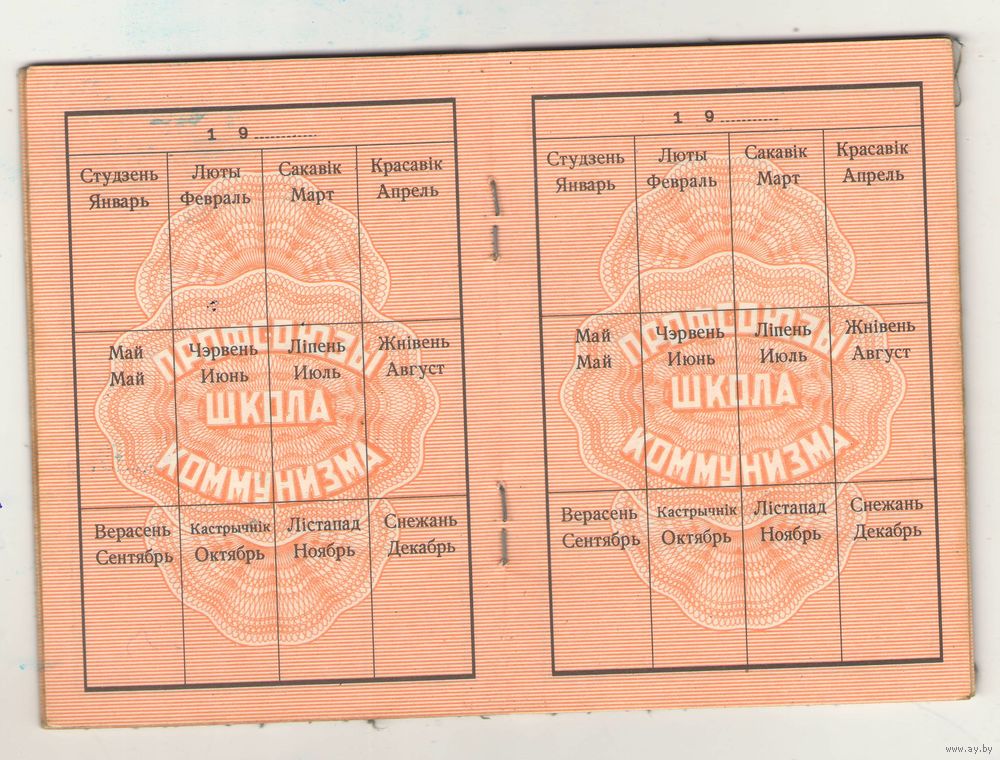 1 9
Студзень Люты Сакавік Красавік
Январь Февраль Март Апрель
Май Чэрвень Ліпень Жнівень
Май Июнь Июль Август
Верасень Кастрычнік Лістапад Снежань
Сентябрь Октябрь Ноябрь Декабрь
ПРОФСОЮЗЫ
ШКОЛА
КОММУНИЗМА
1 9
Студзень Люты Сакавік Красавік
Январь Февраль Март Апрель
Май Чэрвень Ліпень Жнівень
Май Июнь Июль Август
Верасень Кастрычнік Лістапад Снежань
Сентябрь Октябрь Ноябрь Декабрь
ПРОФСОЮЗЫ
ШКОЛА
КОММУНИЗМА
www.ay.by